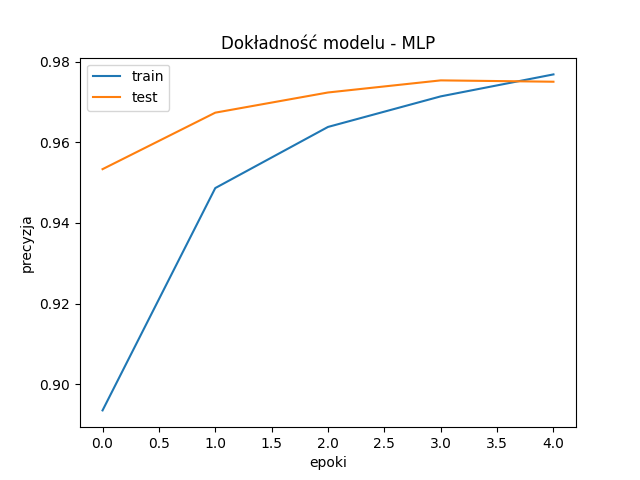 Dokładność modelu - MLP
train
test
precyzja
0.98
0.96
0.94
0.92
0.90
0.0 0.5 1.0 1.5 2.0 2.5 3.0 3.5 4.0
epoki